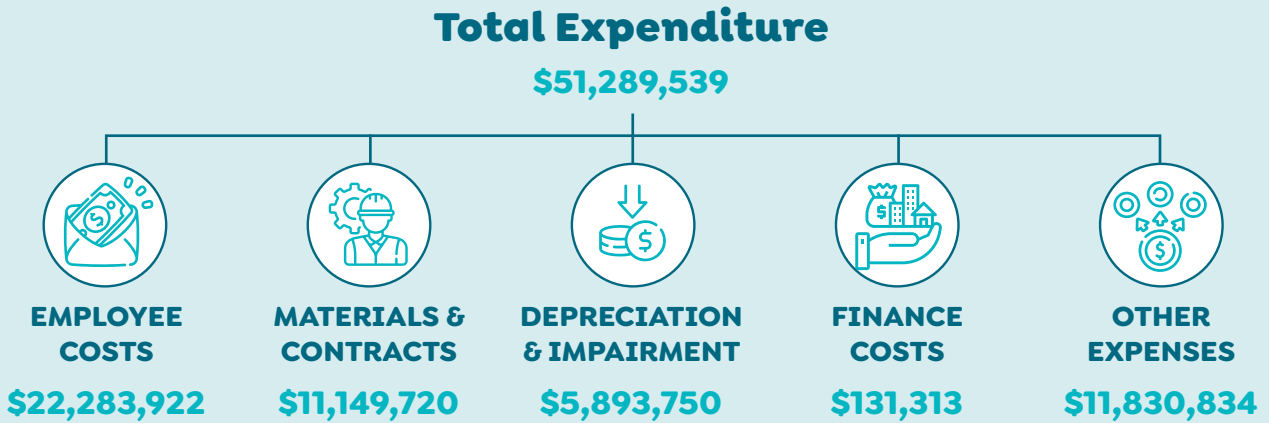 Total Expenditure
$51,289,539
EMPLOYEE
COSTS
$22,283,922
MATERIALS &
CONTRACTS
$11,149,720
DEPRECIATION
& IMPAIRMENT
$5,893,750
FINANCE
COSTS
$131,313
OTHER
EXPENSES
$11,830,834